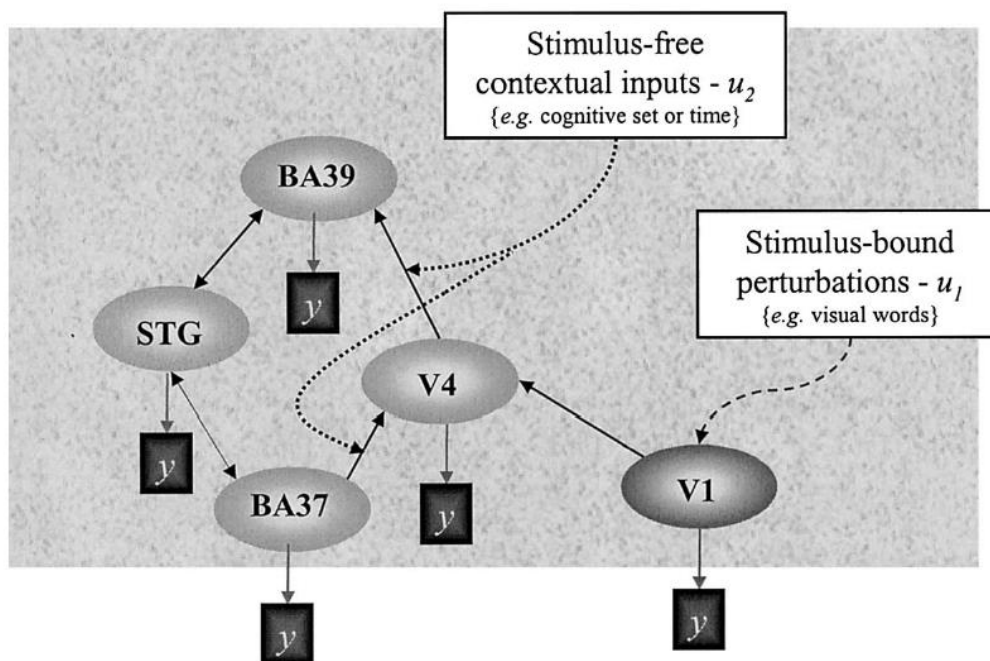 Stimulus-free
contextual inputs - u₂
{e.g. cognitive set or time}
BA39
Stimulus-bound
perturbations - u₁
{e.g. visual words}
y
STG
V4
y
V1
BA37
y
y
y